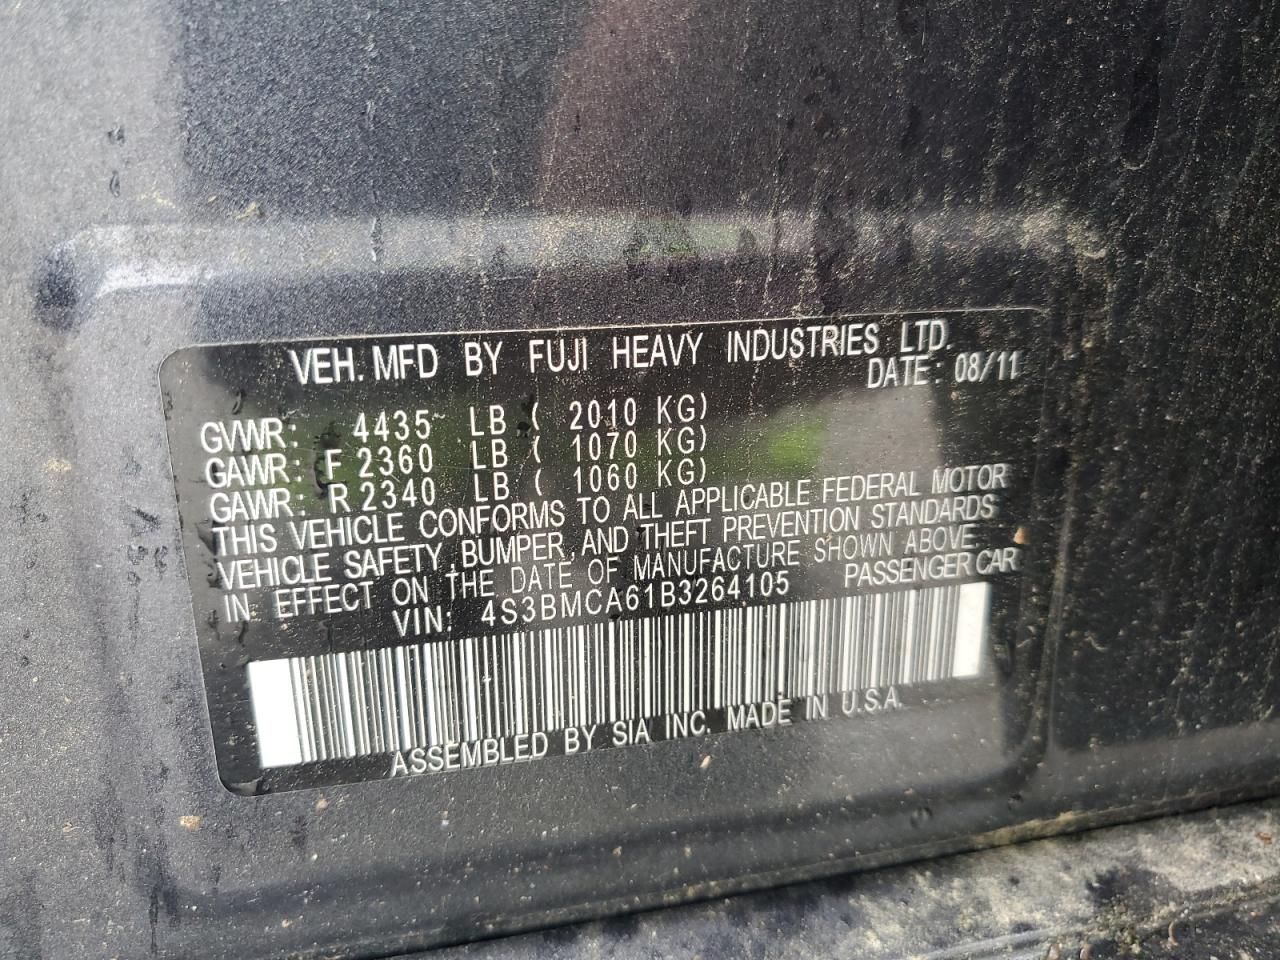 VEH. MFD BY FUJI HEAVY INDUSTRIES LTD.
DATE: 08/11
GVWR: 4435 LB ( 2010 KG)
GAWR: F 2360 LB ( 1070 KG)
GAWR: R 2340 LB ( 1060 KG)
THIS VEHICLE CONFORMS TO ALL APPLICABLE FEDERAL MOTOR
VEHICLE SAFETY, BUMPER, AND THEFT PREVENTION STANDARDS
IN EFFECT ON THE DATE OF MANUFACTURE SHOWN ABOVE
VIN: 4S3BMCA61B3264105 PASSENGER CAR
ASSEMBLED BY SIA INC. MADE IN U.S.A.